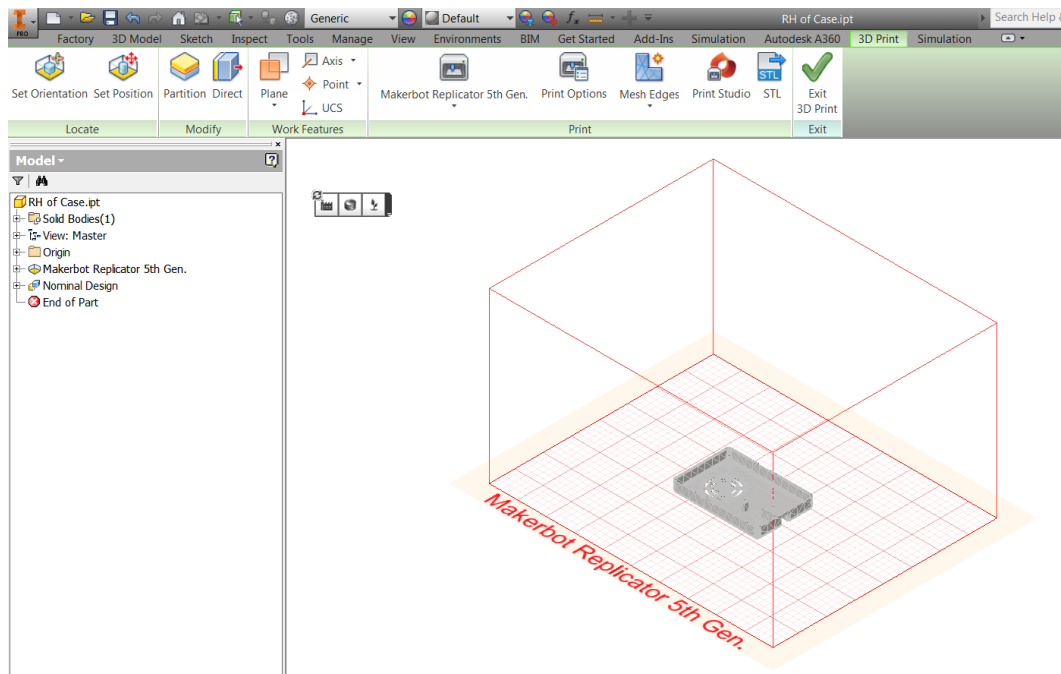 PRO
Generic
Default
RH of Case.ipt
Search Help &
Factory 3D Model Sketch Inspect Tools Manage View Environments BIM Get Started Add-Ins Simulation Autodesk A360 3D Print Simulation
Set Orientation Set Position Partition Direct Plane Axis Point UCS Makerbot Replicator 5th Gen. Print Options Mesh Edges Print Studio STL STL Exit 3D Print
Locate Modify Work Features Print Exit
Model
RH of Case.ipt
Solid Bodies(1)
View: Master
Origin
Makerbot Replicator 5th Gen.
Nominal Design
End of Part
Makerbot Replicator 5th Gen.